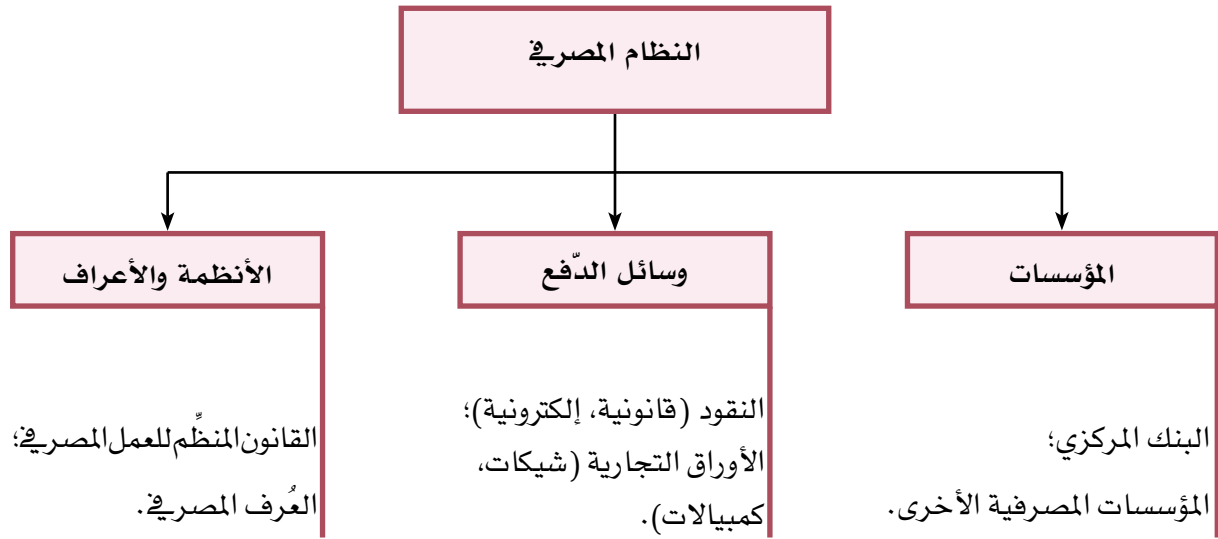 النظام المصرفي
المؤسسات
وسائل الدّفع
الأنظمة والأعراف
البنك المركزي؛
المؤسسات المصرفية الأخرى.
النقود (قانونية، إلكترونية)؛
الأوراق التجارية (شيكات،
كمبيالات).
القانون المنظِّم للعمل المصرفي؛
العُرف المصرفي.